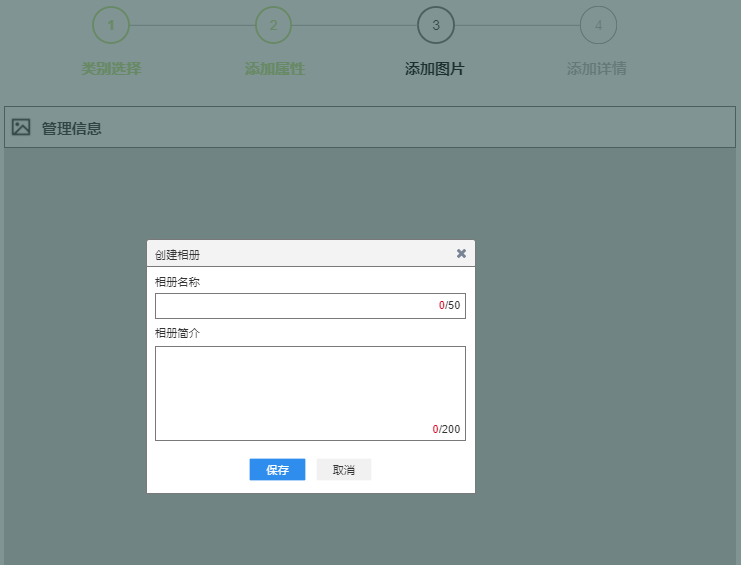 1 2 3 4
类别选择 添加属性 添加图片 添加详情
管理信息
创建相册
相册名称
0/50
相册简介
0/200
保存 取消